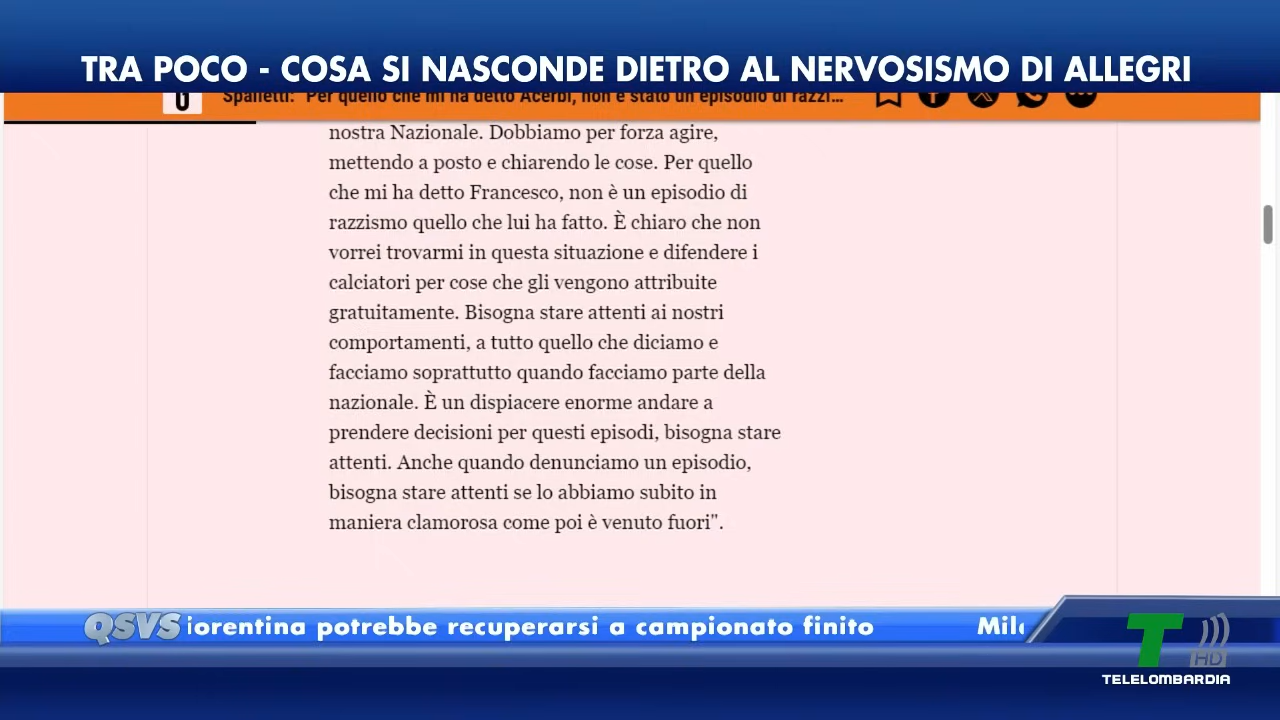 TRA POCO - COSA SI NASCONDE DIETRO AL NERVOSISMO DI ALLEGRI
Spalletti: "Per quello che mi ha detto Acerbi, non è stato un episodio di razzi...
nostra Nazionale. Dobbiamo per forza agire,
mettendo a posto e chiarendo le cose. Per quello
che mi ha detto Francesco, non è un episodio di
razzismo quello che lui ha fatto. È chiaro che non
vorrei trovarmi in questa situazione e difendere i
calciatori per cose che gli vengono attribuite
gratuitamente. Bisogna stare attenti ai nostri
comportamenti, a tutto quello che diciamo e
facciamo soprattutto quando facciamo parte della
nazionale. È un dispiacere enorme andare a
prendere decisioni per questi episodi, bisogna stare
attenti. Anche quando denunciamo un episodio,
bisogna stare attenti se lo abbiamo subito in
maniera clamorosa come poi è venuto fuori".
QSVS iorentina potrebbe recuperarsi a campionato finito
T HD
TELELOMBARDIA